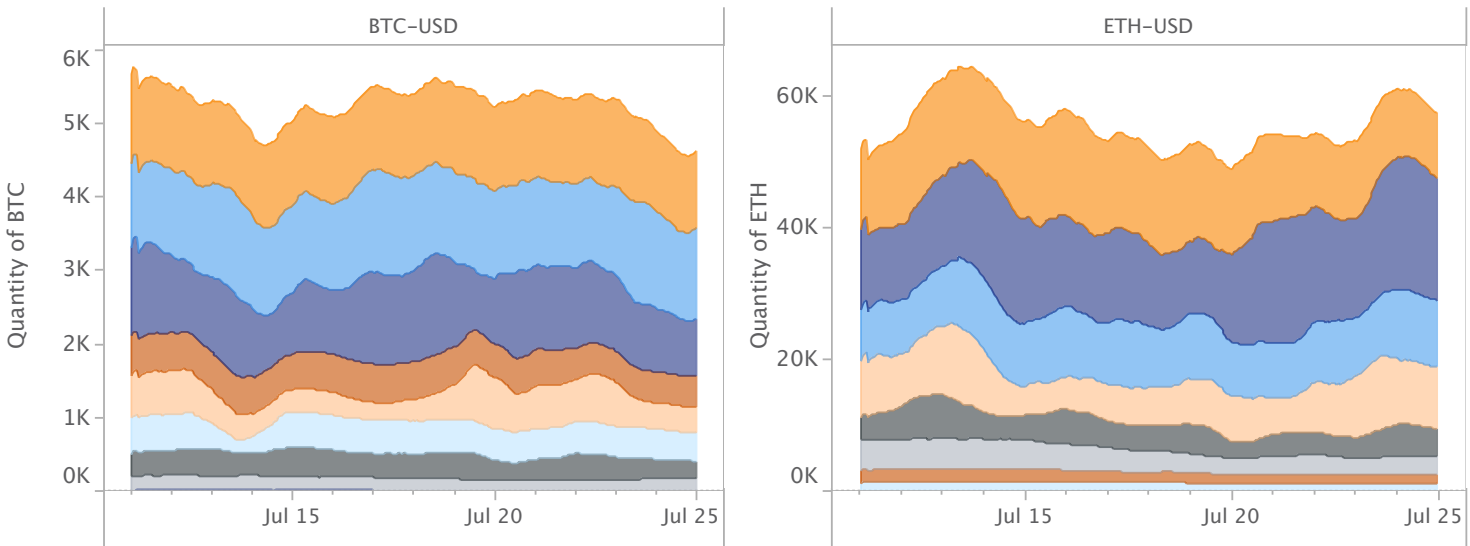 BTC-USD
Quantity of BTC
6K
5K
4K
3K
2K
1K
0K
Jul 15
Jul 20
Jul 25
ETH-USD
Quantity of ETH
60K
40K
20K
0K
Jul 15
Jul 20
Jul 25